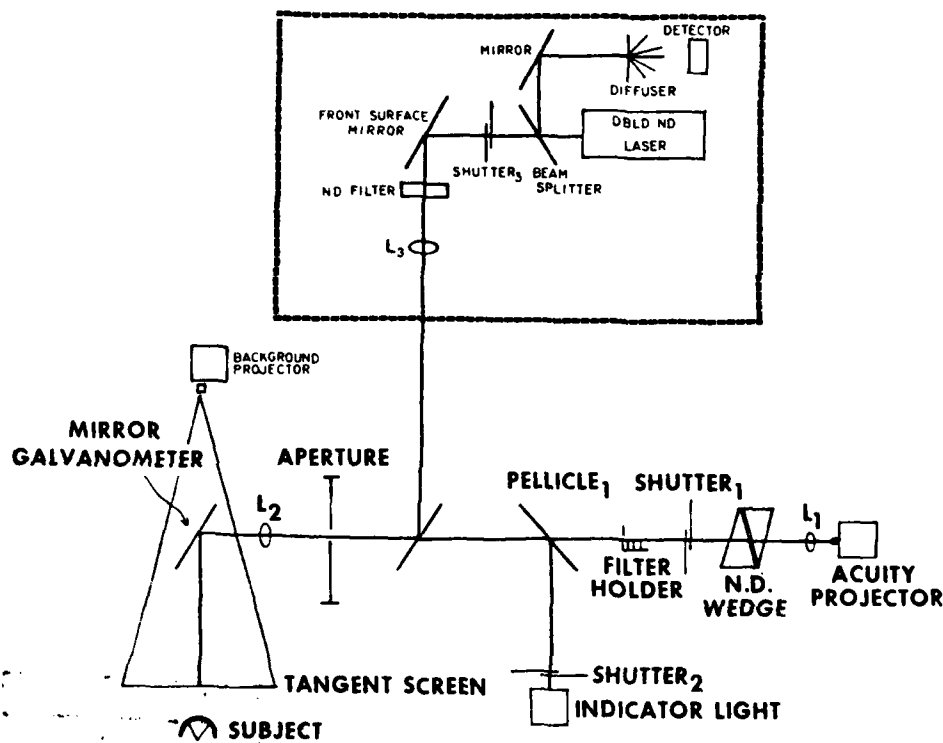 DETECTOR
MIRROR
DIFFUSER
FRONT SURFACE
MIRROR
DBLD ND
LASER
SHUTTER₃
BEAM
SPLITTER
ND FILTER
L₃
BACKGROUND
PROJECTOR
MIRROR
GALVANOMETER
APERTURE
L₂
PELLICLE₁
SHUTTER₁
L₁
FILTER
HOLDER
N.D.
WEDGE
ACUITY
PROJECTOR
TANGENT SCREEN
SHUTTER₂
INDICATOR LIGHT
SUBJECT